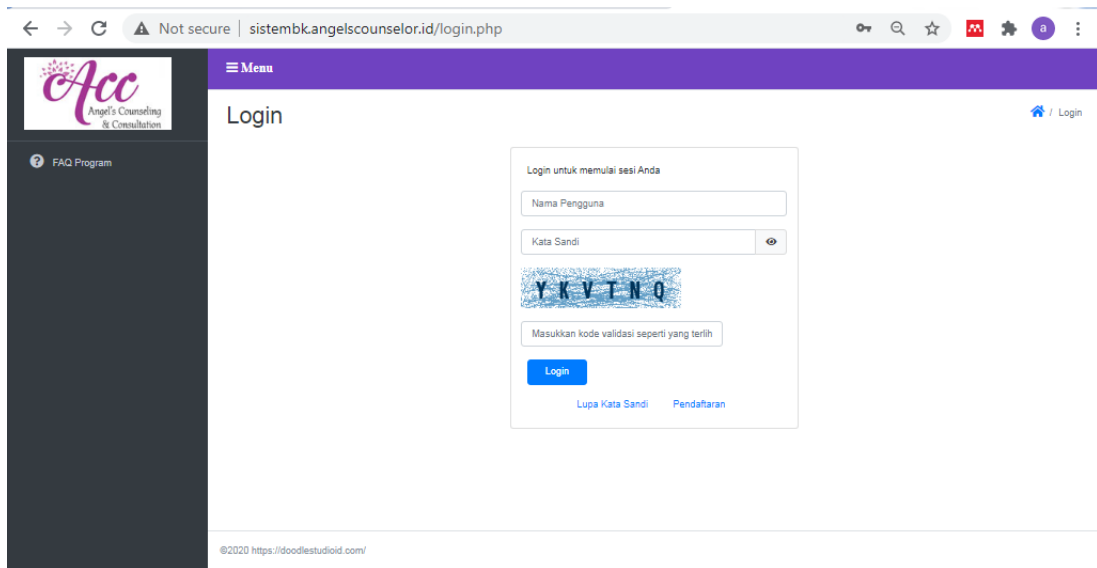 Not secure | sistembk.angelscounselor.id/login.php
a
Acc
Angel's Counseling
& Consultation
Menu
Login
/ Login
FAQ Program
Login untuk memulai sesi Anda
Nama Pengguna
Kata Sandi
YKVTNQ
Masukkan kode validasi seperti yang terlih
Login
Lupa Kata Sandi Pendaftaran
©2020 https://doodlestudioid.com/